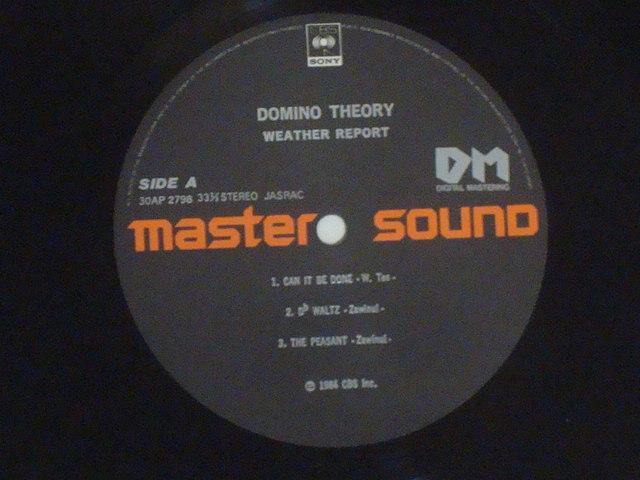 CBS
SONY
DOMINO THEORY
WEATHER REPORT
DM
DIGITAL MASTERING
SIDE A
30AP 2798 33⅓ STEREO JASRAC
master sound
1. CAN IT BE DONE -W. Tee-
2. D♭ WALTZ -Zawinul-
3. THE PEASANT -Zawinul-
℗ 1984 CBS Inc.